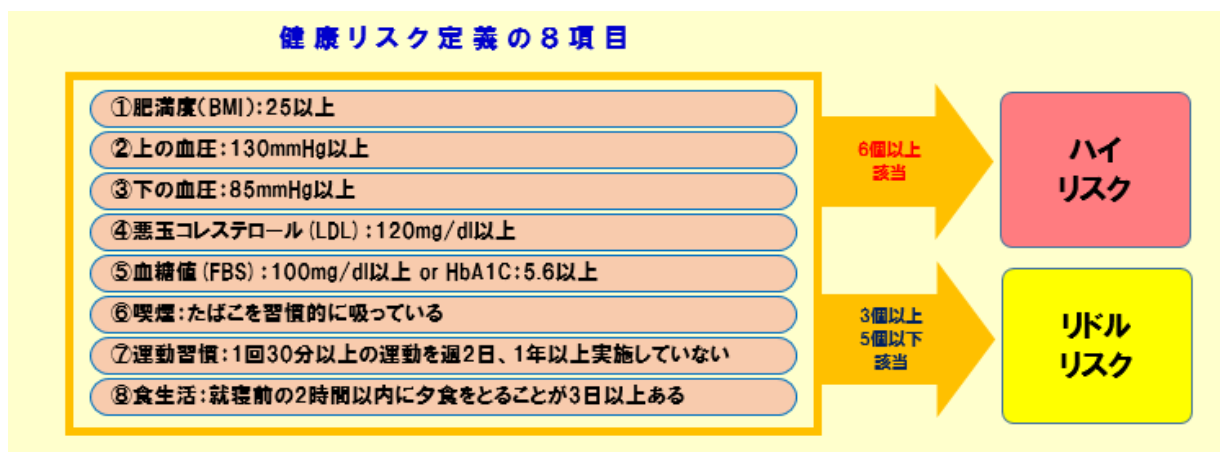 健康リスク定義の8項目
①肥満度(BMI):25以上
②上の血圧:130mmHg以上
③下の血圧:85mmHg以上
④悪玉コレステロール(LDL):120mg/dl以上
⑤血糖値(FBS):100mg/dl以上 or HbA1C:5.6以上
⑥喫煙:たばこを習慣的に吸っている
⑦運動習慣:1回30分以上の運動を週2日、1年以上実施していない
⑧食生活:就寝前の2時間以内に夕食をとることが3日以上ある
6個以上
該当
ハイ
リスク
3個以上
5個以下
該当
リドル
リスク